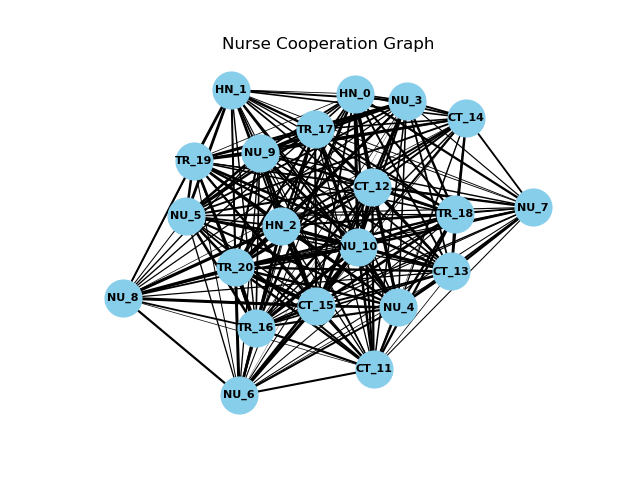 Nurse Cooperation Graph
HN_1
HN_0
NU_3
CT_14
TR_17
NU_9
TR_19
CT_12
NU_7
TR_18
NU_5
HN_2
NU_10
TR_20
CT_13
NU_8
CT_15
NU_4
TR_16
CT_11
NU_6